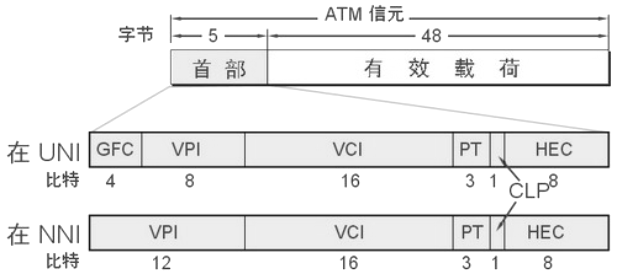 ATM 信元
字节 5 48
首 部 有 效 载 荷
在 UNI GFC VPI VCI PT HEC
比特 4 8 16 3 1 8
CLP
在 NNI VPI VCI PT HEC
比特 12 16 3 1 8